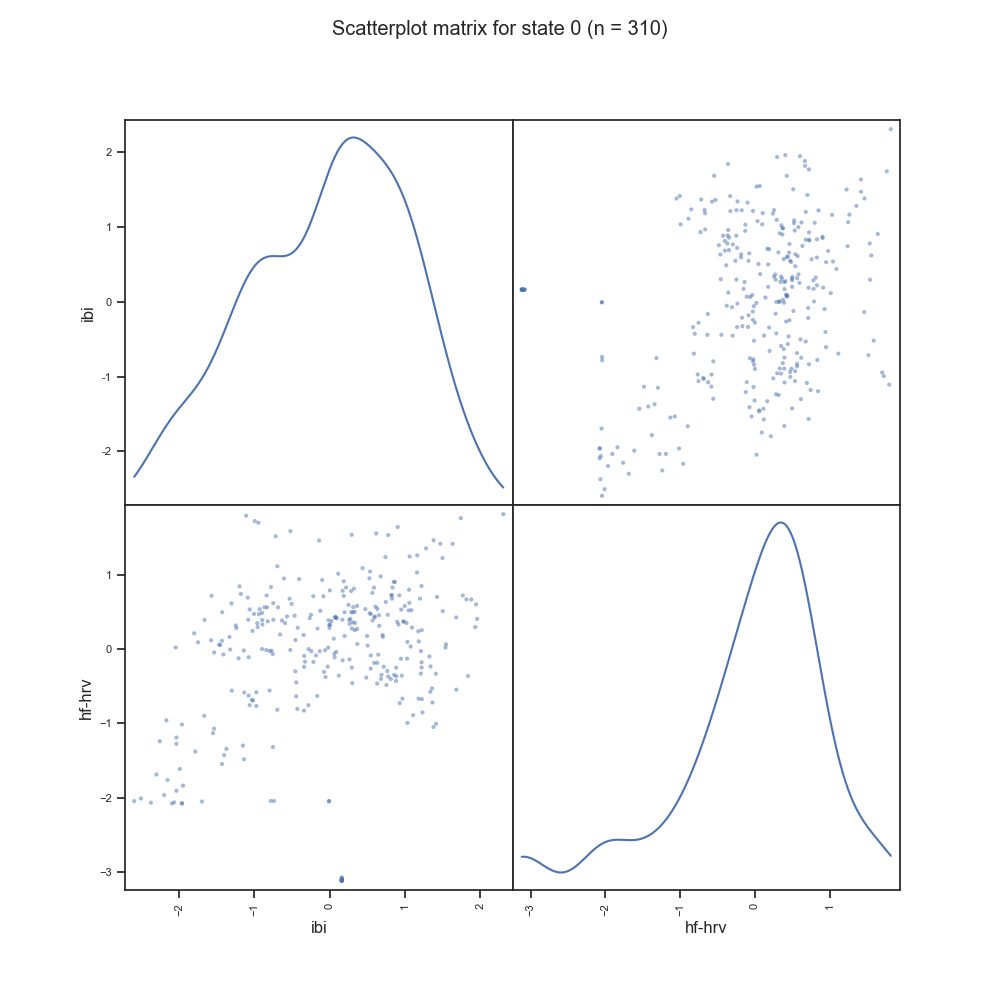 Scatterplot matrix for state 0 (n = 310)
2
1
0
−1
−2
ibi
1
0
−1
−2
−3
hf-hrv
−2 −1 0 1 2 −3 −2 −1 0 1
ibi hf-hrv